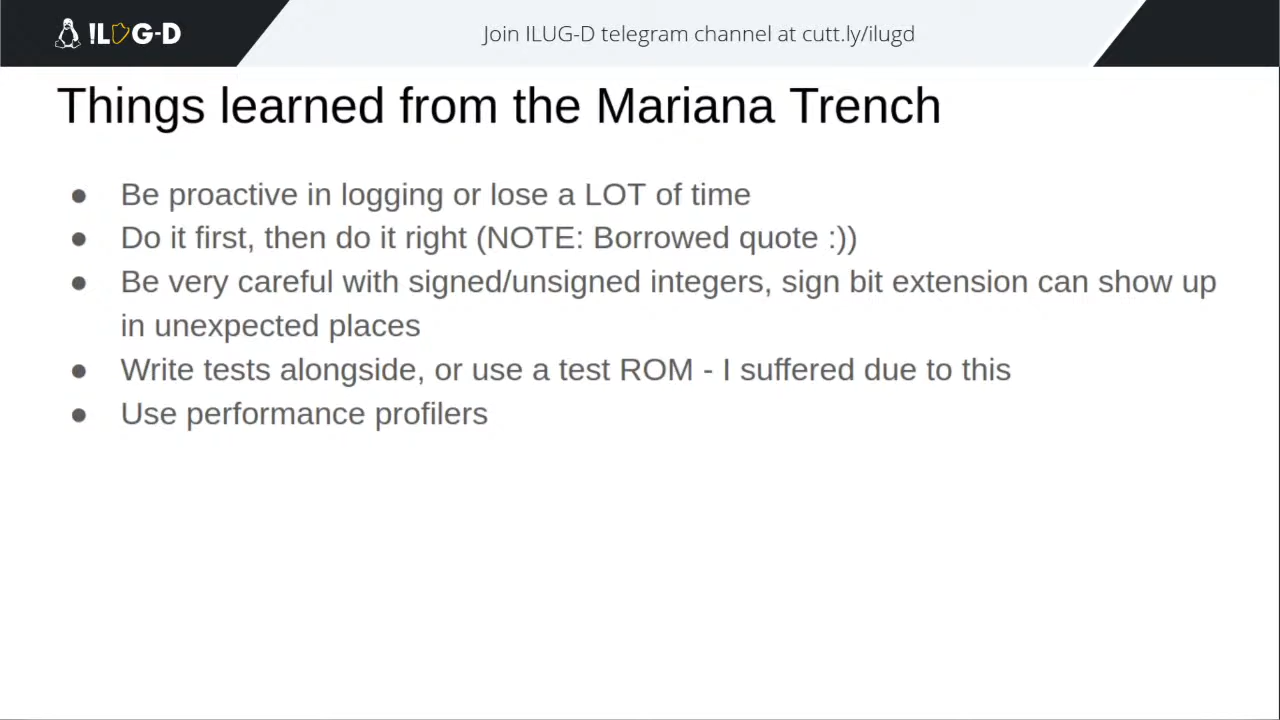 ILUG-D
Join ILUG-D telegram channel at cutt.ly/ilugd
Things learned from the Mariana Trench
● Be proactive in logging or lose a LOT of time
● Do it first, then do it right (NOTE: Borrowed quote :))
● Be very careful with signed/unsigned integers, sign bit extension can show up
in unexpected places
● Write tests alongside, or use a test ROM - I suffered due to this
● Use performance profilers